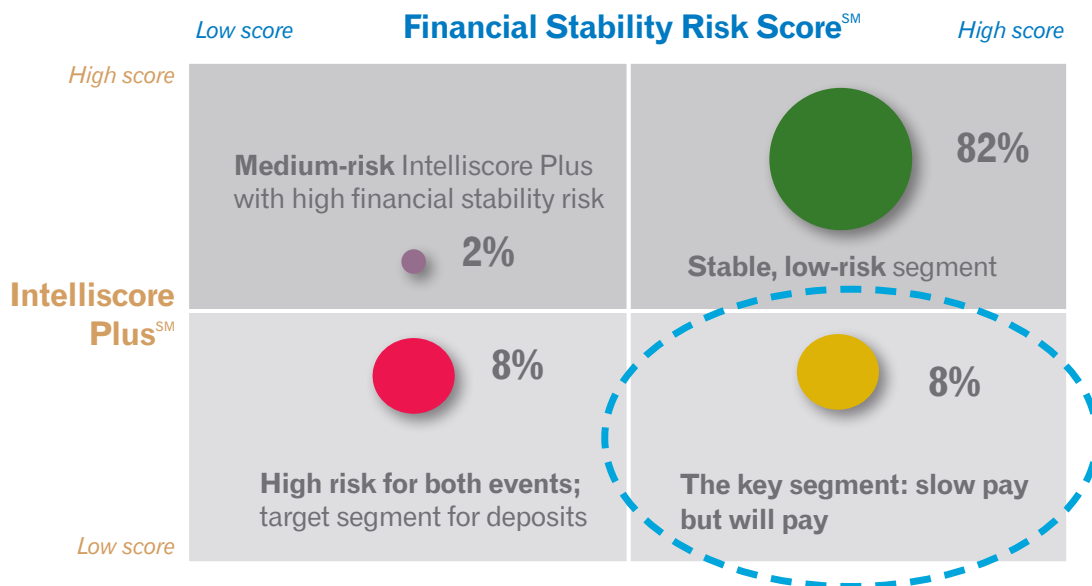 Low score
Financial Stability Risk Score℠
High score
High score
Medium-risk Intelliscore Plus
with high financial stability risk
2%
82%
Stable, low-risk segment
Intelliscore
Plus℠
8%
High risk for both events;
target segment for deposits
8%
The key segment: slow pay
but will pay
Low score